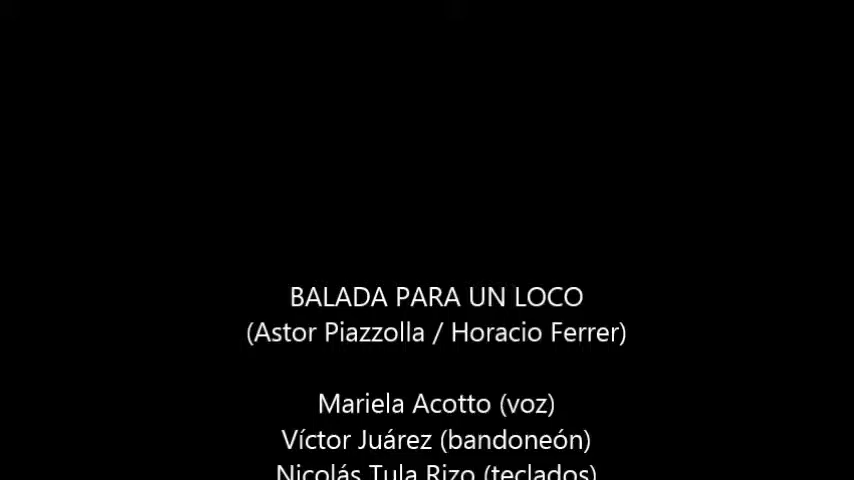 BALADA PARA UN LOCO
(Astor Piazzolla / Horacio Ferrer)
Mariela Acotto (voz)
Víctor Juárez (bandoneón)
Nicolás Tula Rizo (teclados)